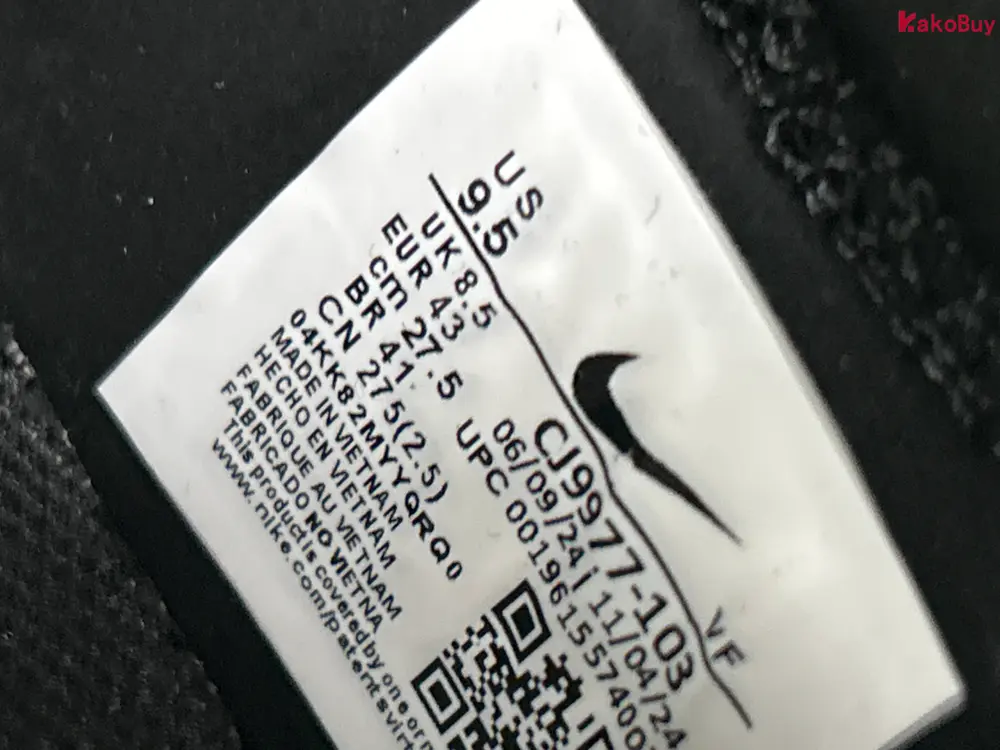 KakoBuy
US
9.5
UK 8.5
EUR 43
cm 27.5
BR 41
CN 275(2.5)
04KK82MYYQRQ0
MADE IN VIETNAM
HECHO EN VIETNAM
FABRIQUE AU VIETNAM
FABRICADO NO VIETNA
This product is covered by one or
www.nike.com/patents
CJ9977-103
06/09/24 | 11/04/24
UPC 00196155740
VF